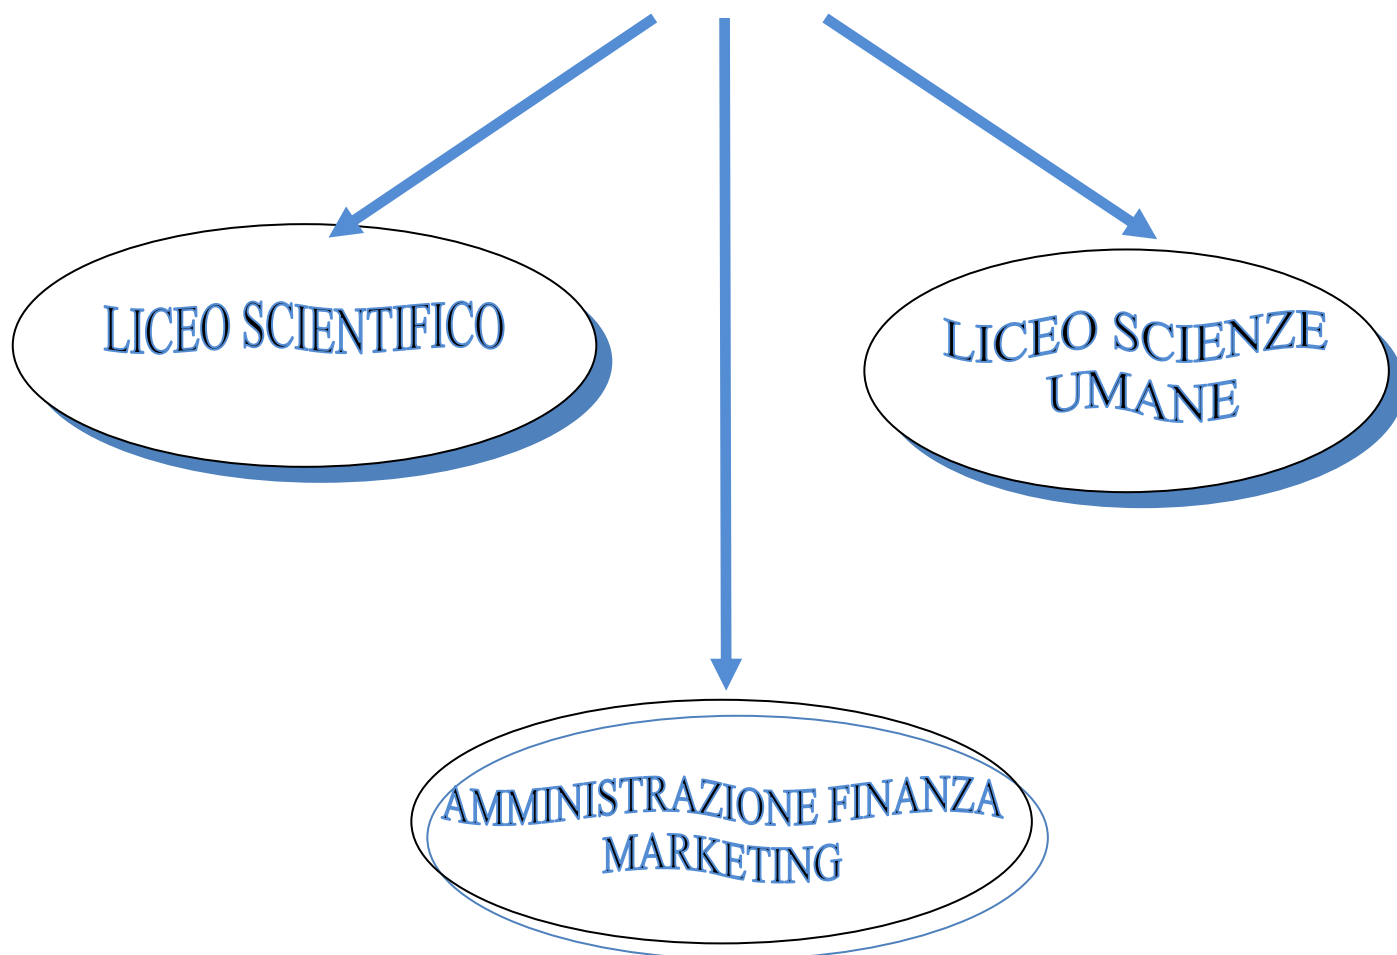 LICEO SCIENTIFICO
LICEO SCIENZE
UMANE
AMMINISTRAZIONE FINANZA
MARKETING